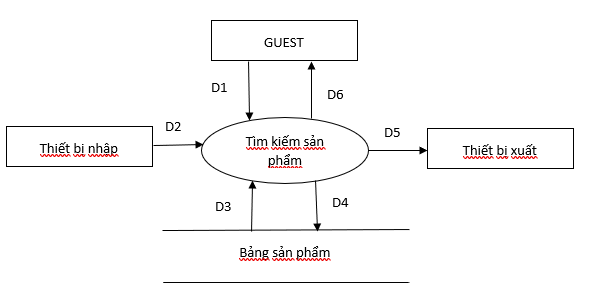 GUEST
D1
D6
D2
Thiết bị nhập
Tìm kiếm sản
phẩm
D5
Thiết bị xuất
D3
D4
Bảng sản phẩm